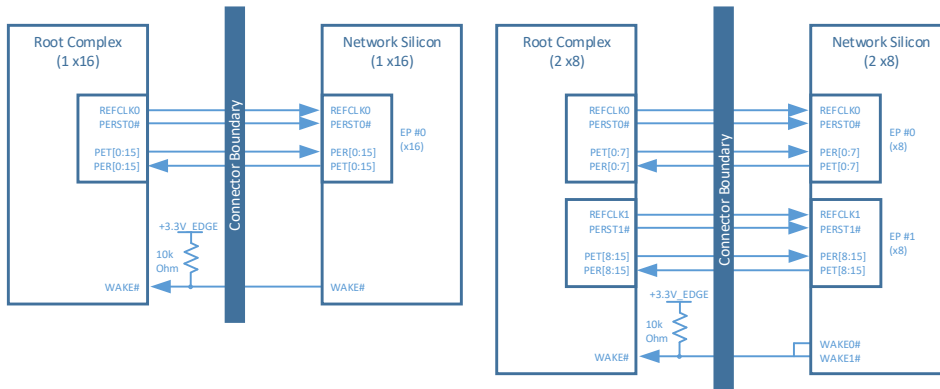 Root Complex
(1 x16)
REFCLK0
PERST0#
PET[0:15]
PER[0:15]
+3.3V_EDGE
10k
Ohm
WAKE#
Connector Boundary
Network Silicon
(1 x16)
REFCLK0
PERST0#
PER[0:15]
PET[0:15]
EP #0
(x16)
WAKE#
Root Complex
(2 x8)
REFCLK0
PERST0#
PET[0:7]
PER[0:7]
REFCLK1
PERST1#
PET[8:15]
PER[8:15]
+3.3V_EDGE
10k
Ohm
WAKE#
Connector Boundary
Network Silicon
(2 x8)
REFCLK0
PERST0#
PER[0:7]
PET[0:7]
EP #0
(x8)
REFCLK1
PERST1#
PER[8:15]
PET[8:15]
EP #1
(x8)
WAKE0#
WAKE1#